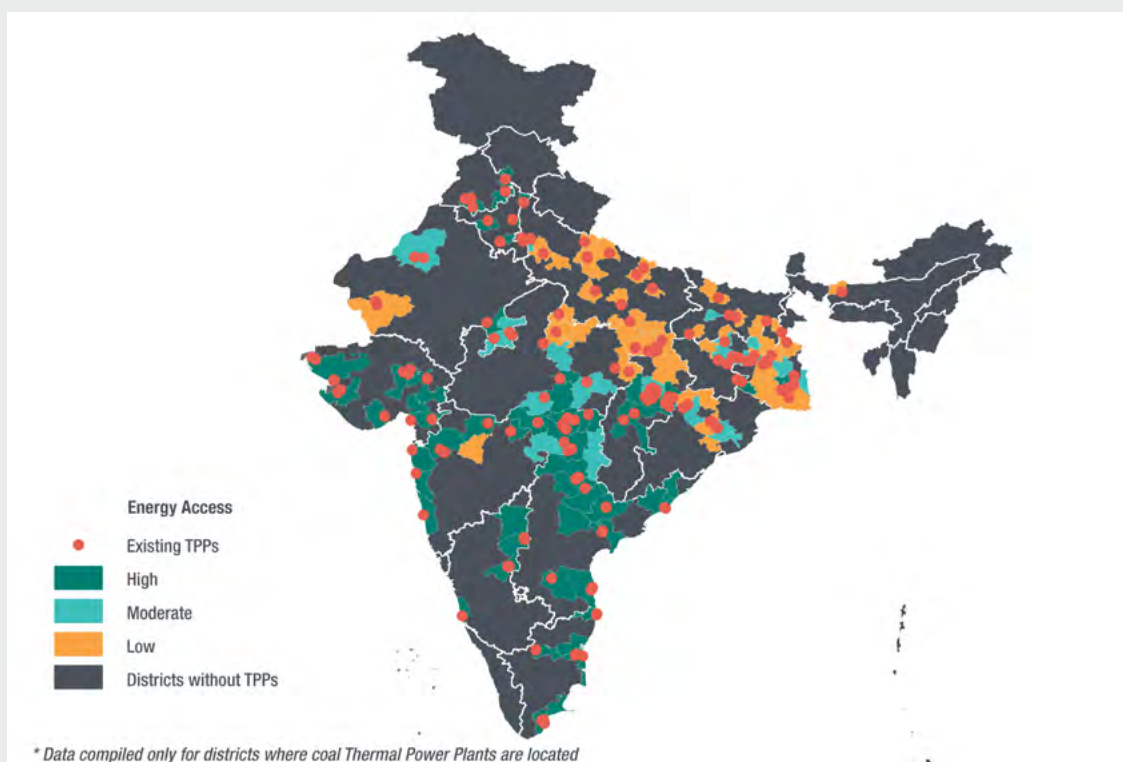 Energy Access
Existing TPPs
High
Moderate
Low
Districts without TPPs
* Data compiled only for districts where coal Thermal Power Plants are located